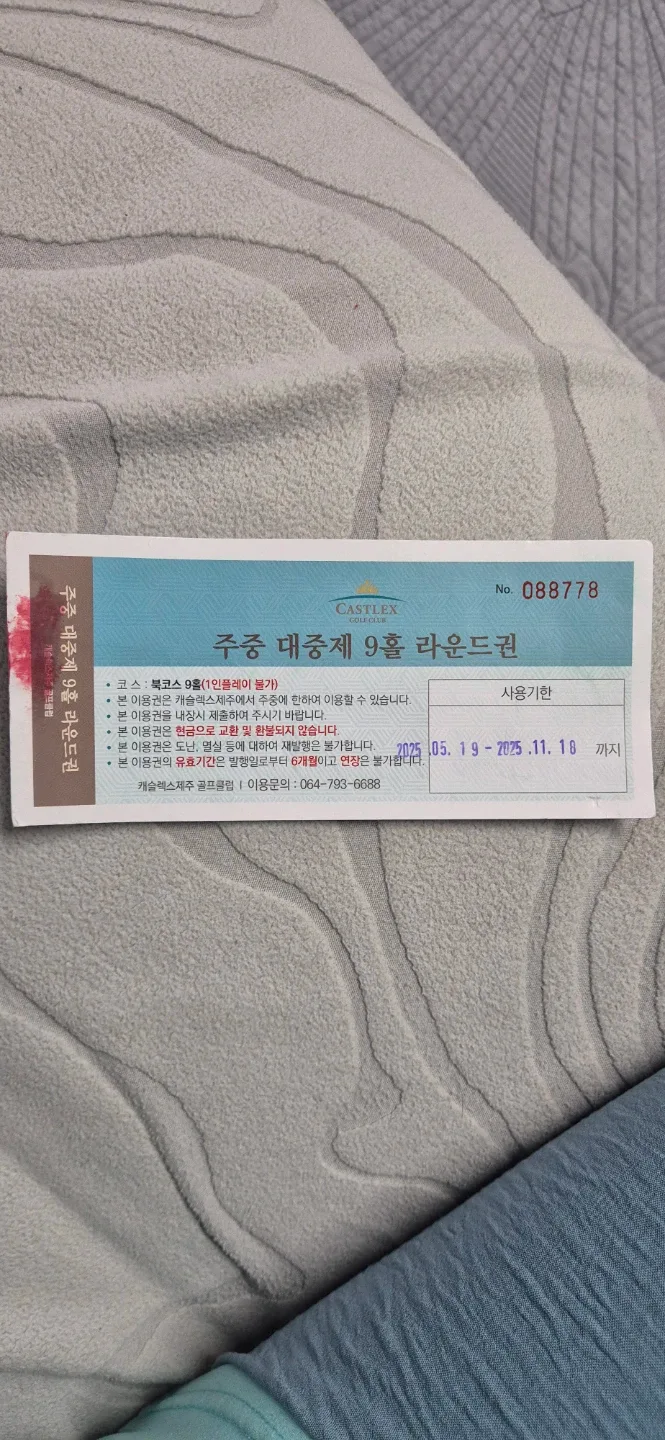 No. 088778
CASTLEX
GOLF CLUB
주중 대중제 9홀 라운드권
• 코 스 : 북코스 9홀(1인플레이 불가)
• 본 이용권은 캐슬렉스제주에서 주중에 한하여 이용할 수 있습니다.
• 본 이용권을 내장시 제출하여 주시기 바랍니다.
• 본 이용권은 현금으로 교환 및 환불되지 않습니다.
• 본 이용권은 도난, 멸실 등에 대하여 재발행은 불가합니다.
• 본 이용권의 유효기간은 발행일로부터 6개월이고 연장은 불가합니다.
캐슬렉스제주 골프클럽 | 이용문의 : 064-793-6688
사용기한
2025.05.19-2025.11.18 까지
주중 대중제 9홀 라운드권
골프클럽